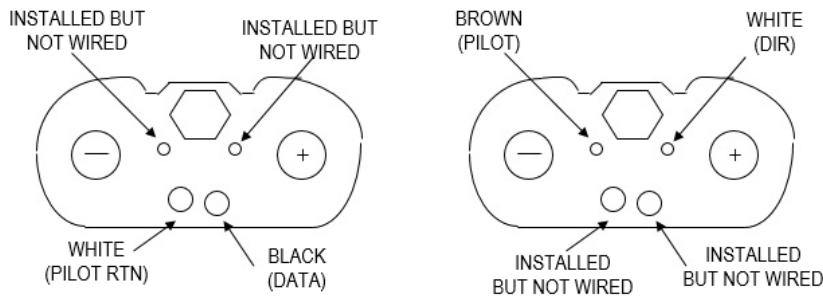 INSTALLED BUT
NOT WIRED
INSTALLED BUT
NOT WIRED
—
+
WHITE
(PILOT RTN)
BLACK
(DATA)
BROWN
(PILOT)
WHITE
(DIR)
—
+
INSTALLED
BUT NOT WIRED
INSTALLED
BUT NOT WIRED